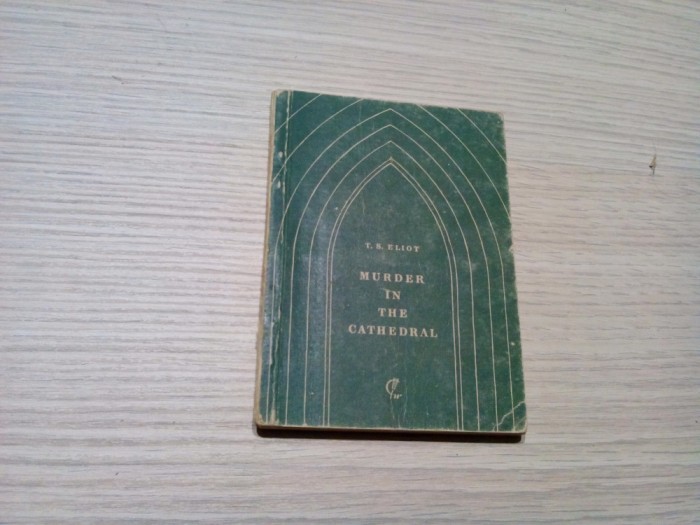 T. S. ELIOT
MURDER
IN
THE
CATHEDRAL